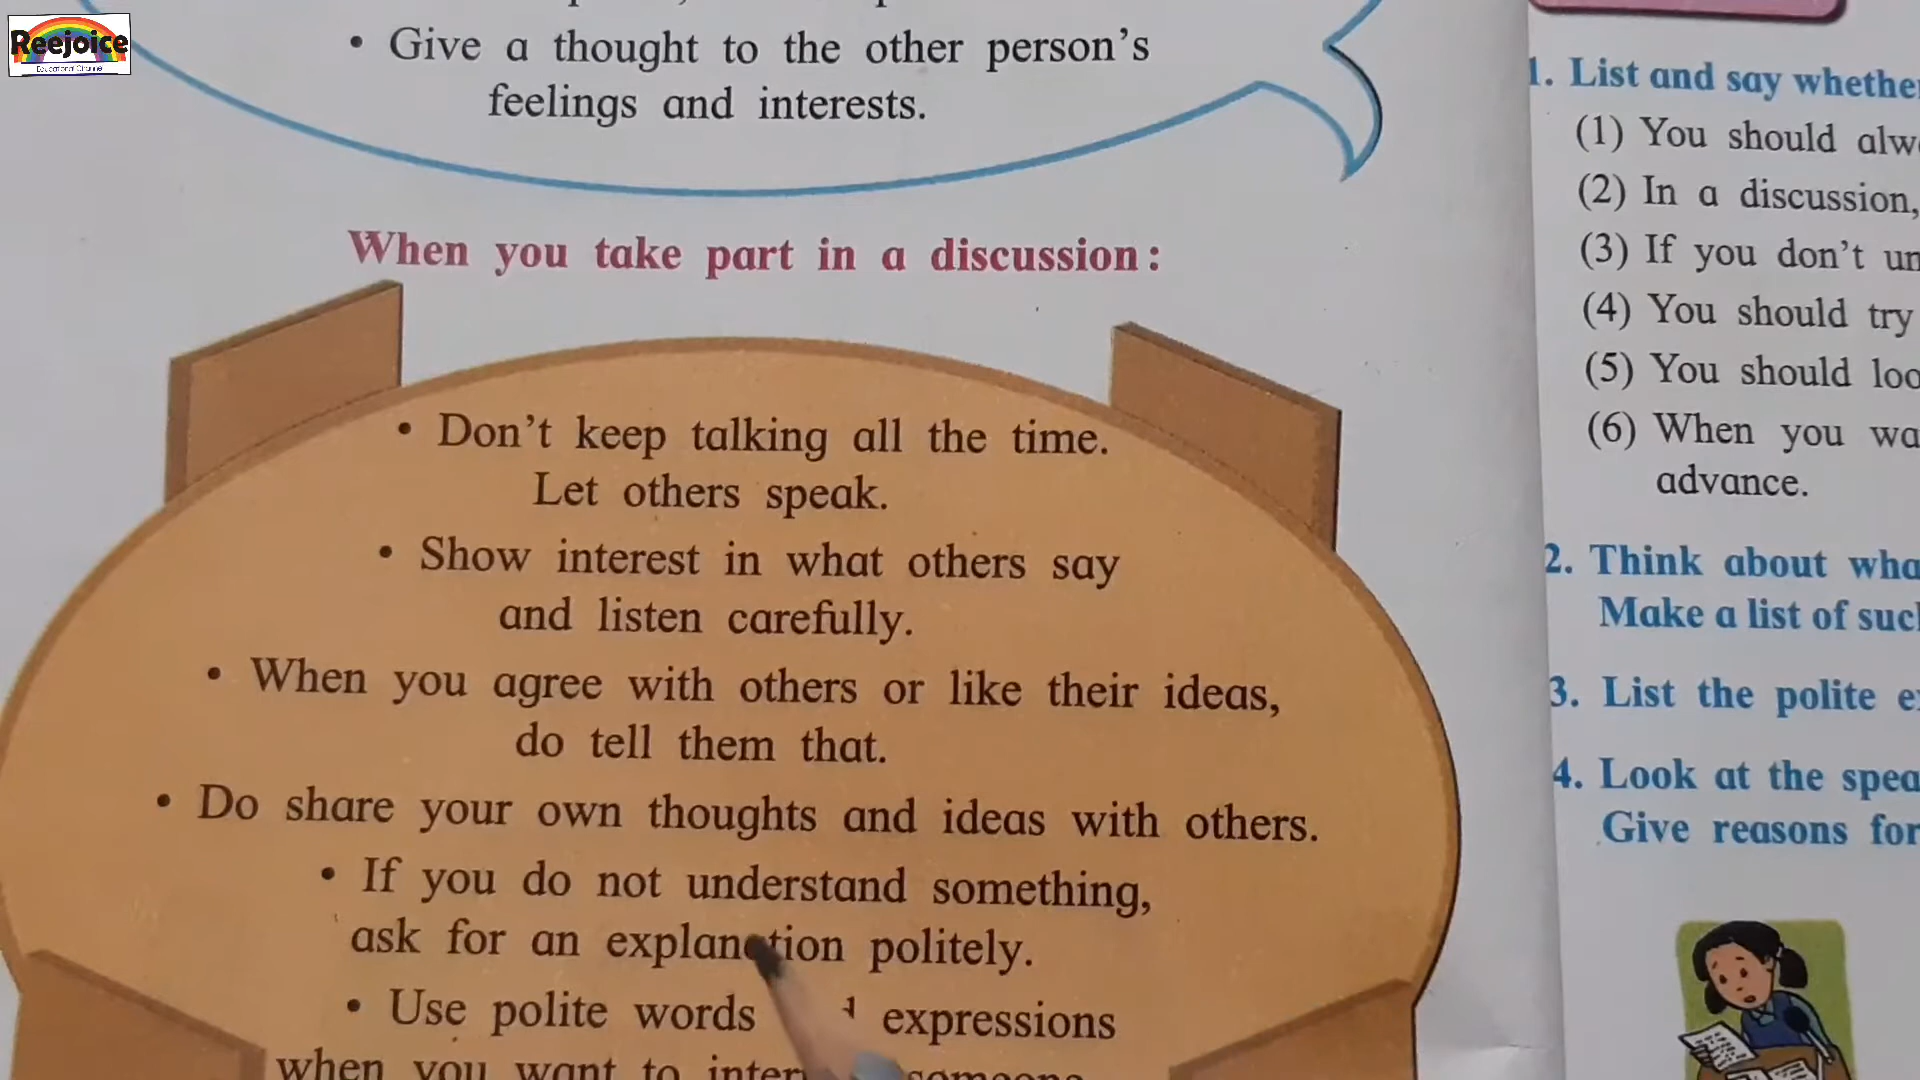 Reejoice
Educational Channel
• Give a thought to the other person's
feelings and interests.
When you take part in a discussion:
• Don't keep talking all the time.
Let others speak.
• Show interest in what others say
and listen carefully.
• When you agree with others or like their ideas,
do tell them that.
• Do share your own thoughts and ideas with others.
• If you do not understand something,
ask for an explanation politely.
• Use polite words expressions
when you want to someone
1. List and say whether
(1) You should
(2) In a discussion,
(3) If you don't
(4) You should try
(5) You should
(6) When you
advance.
2. Think about
Make a list of
3. List the polite
4. Look at the
Give reasons for